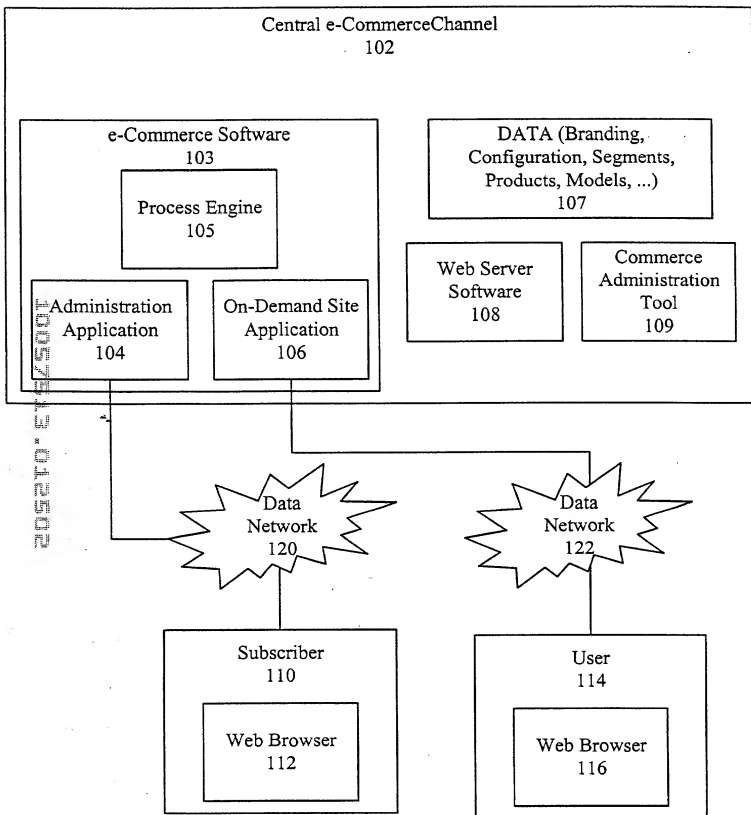 Central e-CommerceChannel
102
e-Commerce Software
103
Process Engine
105
Administration
Application
104
On-Demand Site
Application
106
DATA (Branding,
Configuration, Segments,
Products, Models, ...)
107
Web Server
Software
108
Commerce
Administration
Tool
109
10057513.012502
Data
Network
120
Data
Network
122
Subscriber
110
Web Browser
112
User
114
Web Browser
116